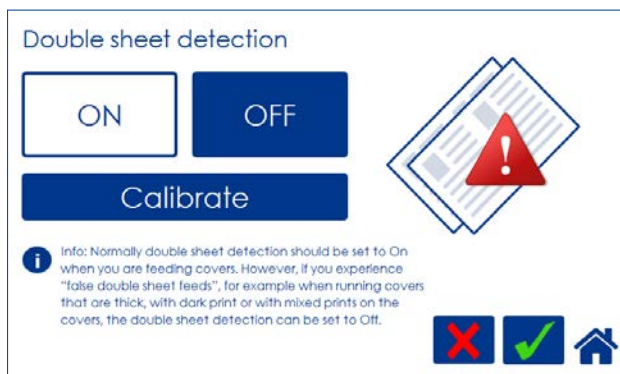 Double sheet detection
ON
OFF
Calibrate
i
Info: Normally double sheet detection should be set to On
when you are feeding covers. However, if you experience
“false double sheet feeds”, for example when running covers
that are thick, with dark print or with mixed prints on the
covers, the double sheet detection can be set to Off.
!